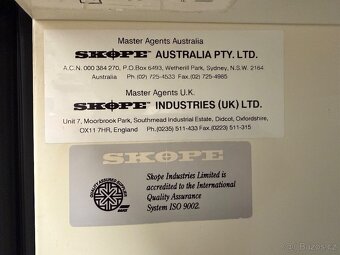 Master Agents Australia
SKOPE™ AUSTRALIA PTY. LTD.
A.C.N. 000 384 270, P.O.Box 6493, Wetherill Park, Sydney, N.S.W. 2164
Australia Ph. (02) 725-4533 Fax.(02) 725-4985
Master Agents U.K.
SKOPE™ INDUSTRIES (UK) LTD.
Unit 7, Moorbrook Park, Southmead Industrial Estate, Didcot, Oxfordshire,
OX11 7HR, England Ph.(0235) 511-433 Fax.(0223) 511-315
SKOPE
Skope Industries Limited is
accredited to the International
Quality Assurance
System ISO 9002.